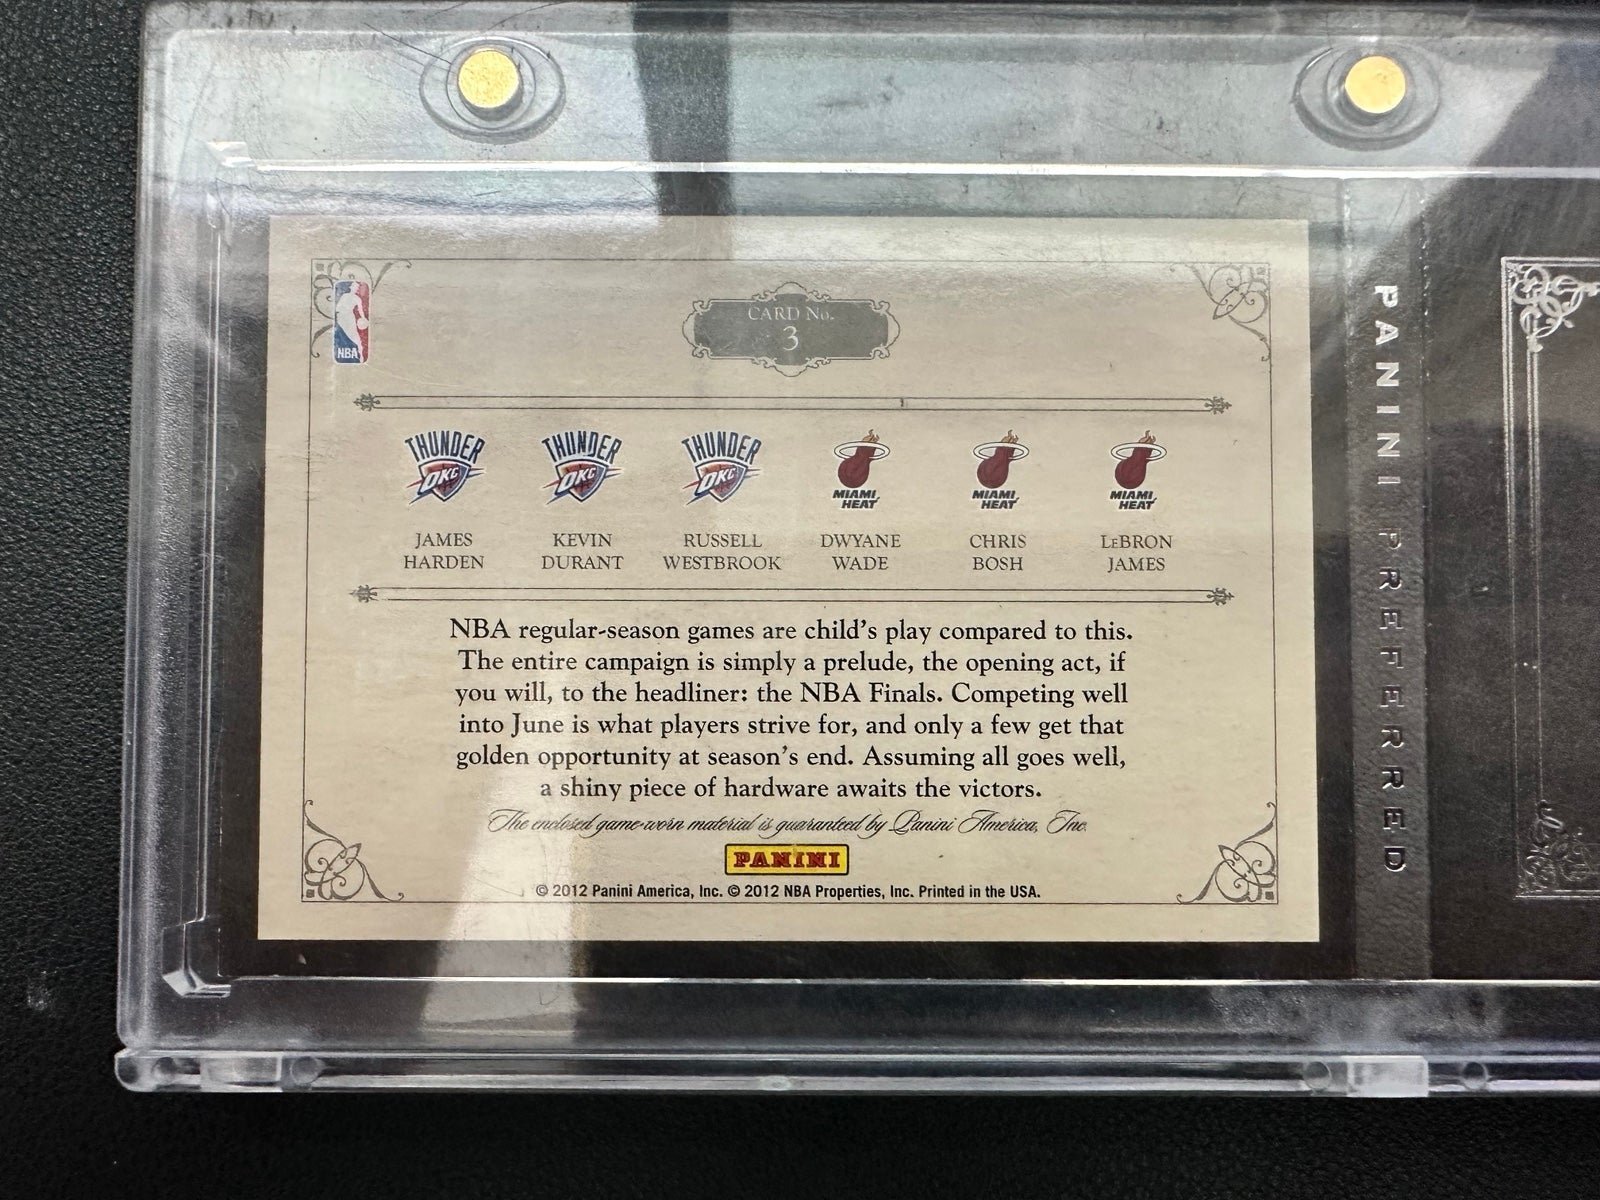 CARD No.
3
NBA
THUNDER THUNDER THUNDER
OKC OKC OKC
MIAMI HEAT MIAMI HEAT MIAMI HEAT
JAMES HARDEN
KEVIN DURANT
RUSSELL WESTBROOK
DWYANE WADE
CHRIS BOSH
LeBRON JAMES
NBA regular-season games are child's play compared to this.
The entire campaign is simply a prelude, the opening act, if
you will, to the headliner: the NBA Finals. Competing well
into June is what players strive for, and only a few get that
golden opportunity at season's end. Assuming all goes well,
a shiny piece of hardware awaits the victors.
The enclosed game-worn material is guaranteed by Panini America, Inc.
PANINI
© 2012 Panini America, Inc. © 2012 NBA Properties, Inc. Printed in the USA.
PANINI PREFERRED